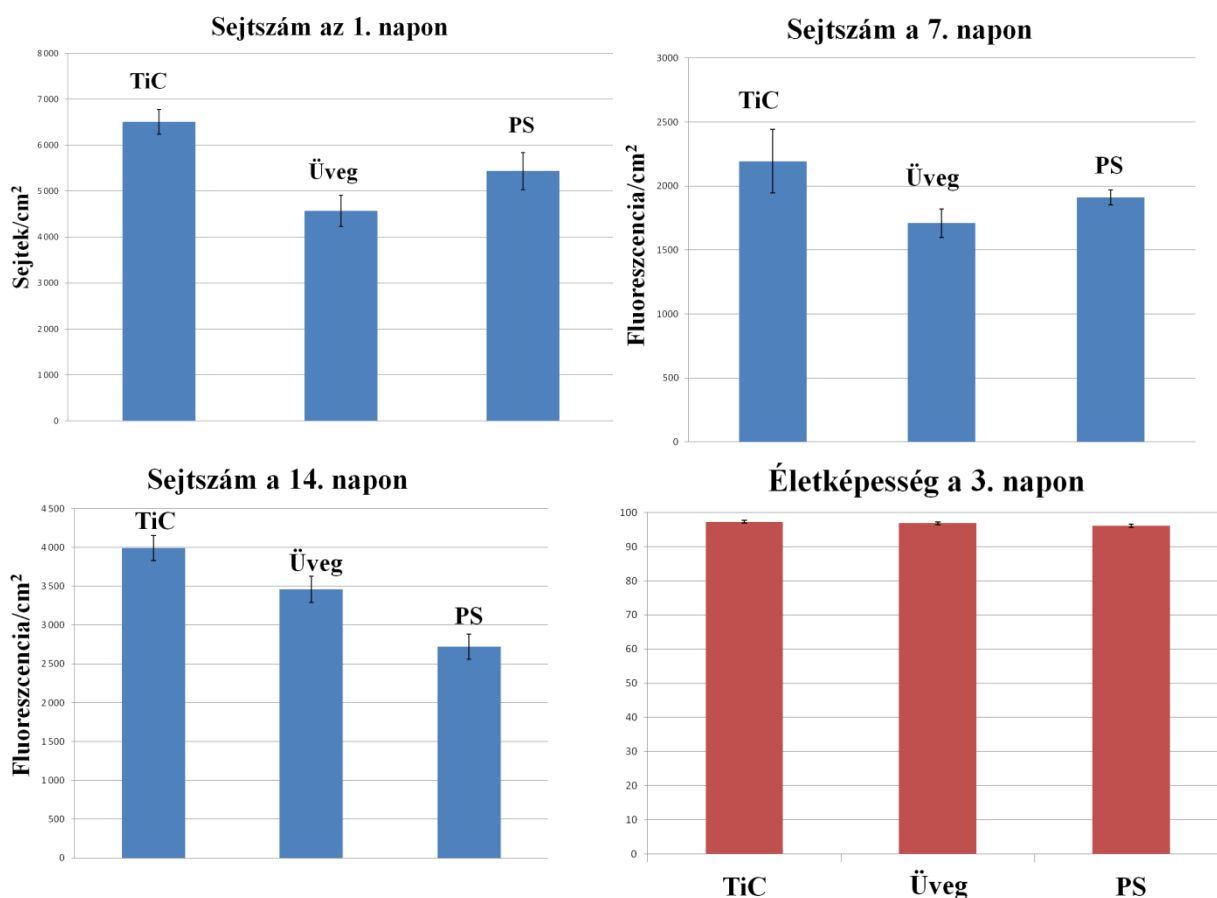 Sejtszám az 1. napon
8 000
7 000
6 000
5 000
4 000
3 000
2 000
1 000
0
Sejtek/cm²
TiC
Üveg
PS
Sejtszám a 7. napon
3000
2500
2000
1500
1000
500
0
Fluoreszcencia/cm²
TiC
Üveg
PS
Sejtszám a 14. napon
4 500
4 000
3 500
3 000
2 500
2 000
1 500
1 000
500
0
Fluoreszcencia/cm²
TiC
Üveg
PS
Életképesség a 3. napon
100
90
80
70
60
50
40
30
20
10
0
TiC Üveg PS